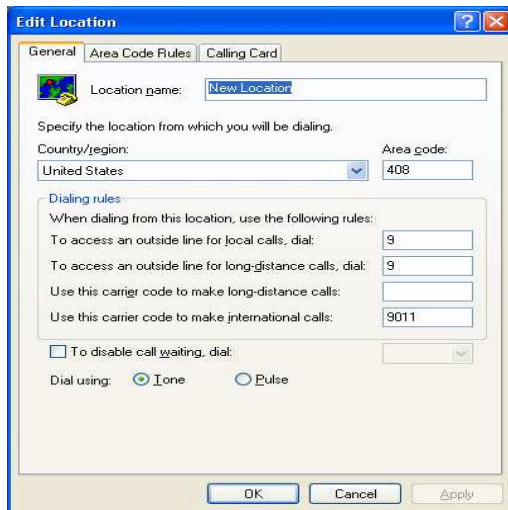 Edit Location
General Area Code Rules Calling Card
Location name: New Location
Specify the location from which you will be dialing.
Country/region: Area code:
United States 408
Dialing rules
When dialing from this location, use the following rules:
To access an outside line for local calls, dial: 9
To access an outside line for long-distance calls, dial: 9
Use this carrier code to make long-distance calls:
Use this carrier code to make international calls: 9011
To disable call waiting, dial:
Dial using: Tone Pulse
OK Cancel Apply